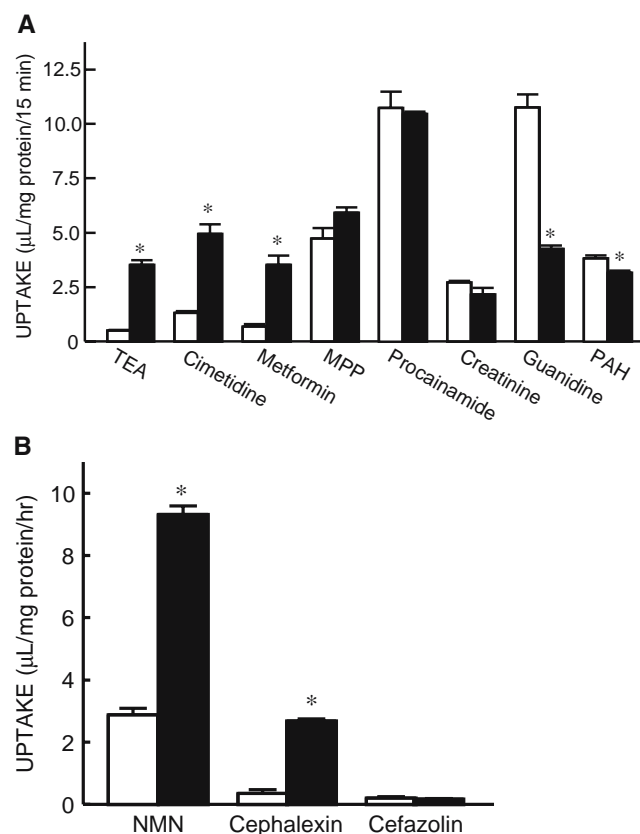 A
UPTAKE (μL/mg protein/15 min)
12.5
10.0
7.5
5.0
2.5
0
*
*
*
*
*
TEA
Cimetidine
Metformin
MPP
Procainamide
Creatinine
Guanidine
PAH
B
UPTAKE (μL/mg protein/hr)
10
8
6
4
2
0
*
*
NMN Cephalexin Cefazolin